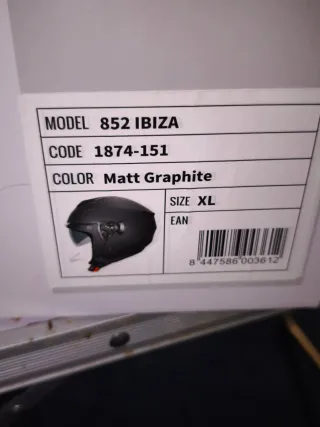 MODEL 852 IBIZA
CODE 1874-151
COLOR Matt Graphite
SIZE XL
EAN
8 447586 003612